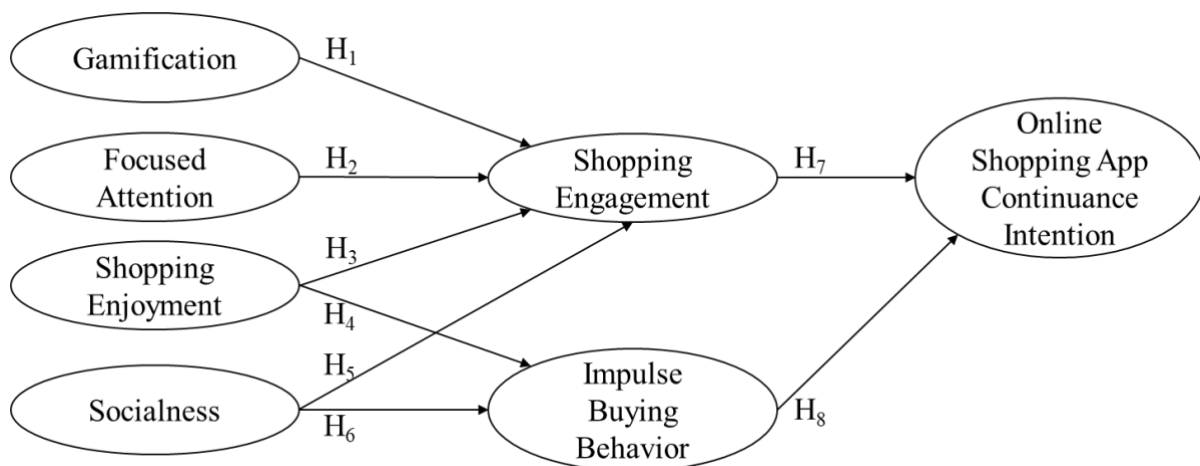 Gamification
H₁
Focused
Attention
H₂
Shopping
Enjoyment
H₃
H₄
Socialness
H₅
H₆
Shopping
Engagement
H₇
Impulse
Buying
Behavior
H₈
Online
Shopping App
Continuance
Intention